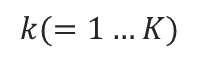 k(= 1 … K)